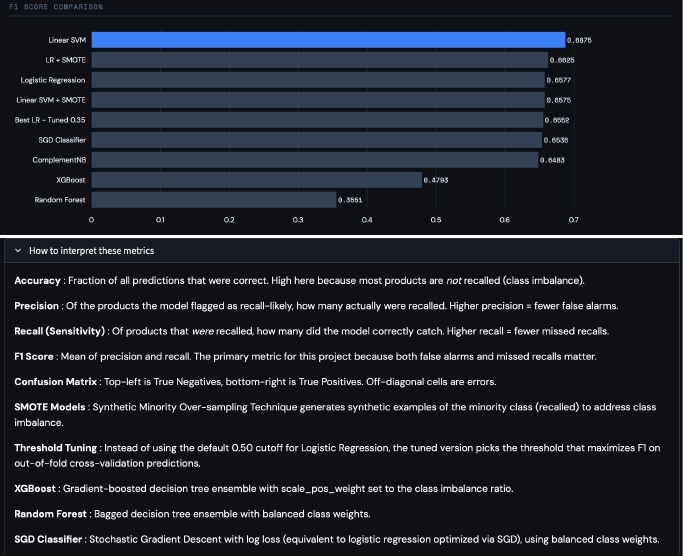 F1 SCORE COMPARISON
Linear SVM 0.6875
LR + SMOTE 0.6625
Logistic Regression 0.6577
Linear SVM + SMOTE 0.6575
Best LR - Tuned 0.35 0.6552
SGD Classifier 0.6536
ComplementNB 0.6483
XGBoost 0.4793
Random Forest 0.3551
0 0.1 0.2 0.3 0.4 0.5 0.6 0.7
How to interpret these metrics
Accuracy : Fraction of all predictions that were correct. High here because most products are not recalled (class imbalance).
Precision : Of the products the model flagged as recall-likely, how many actually were recalled. Higher precision = fewer false alarms.
Recall (Sensitivity) : Of products that were recalled, how many did the model correctly catch. Higher recall = fewer missed recalls.
F1 Score : Mean of precision and recall. The primary metric for this project because both false alarms and missed recalls matter.
Confusion Matrix : Top-left is True Negatives, bottom-right is True Positives. Off-diagonal cells are errors.
SMOTE Models : Synthetic Minority Over-sampling Technique generates synthetic examples of the minority class (recalled) to address class
imbalance.
Threshold Tuning : Instead of using the default 0.50 cutoff for Logistic Regression, the tuned version picks the threshold that maximizes F1 on
out-of-fold cross-validation predictions.
XGBoost : Gradient-boosted decision tree ensemble with scale_pos_weight set to the class imbalance ratio.
Random Forest : Bagged decision tree ensemble with balanced class weights.
SGD Classifier : Stochastic Gradient Descent with log loss (equivalent to logistic regression optimized via SGD), using balanced class weights.